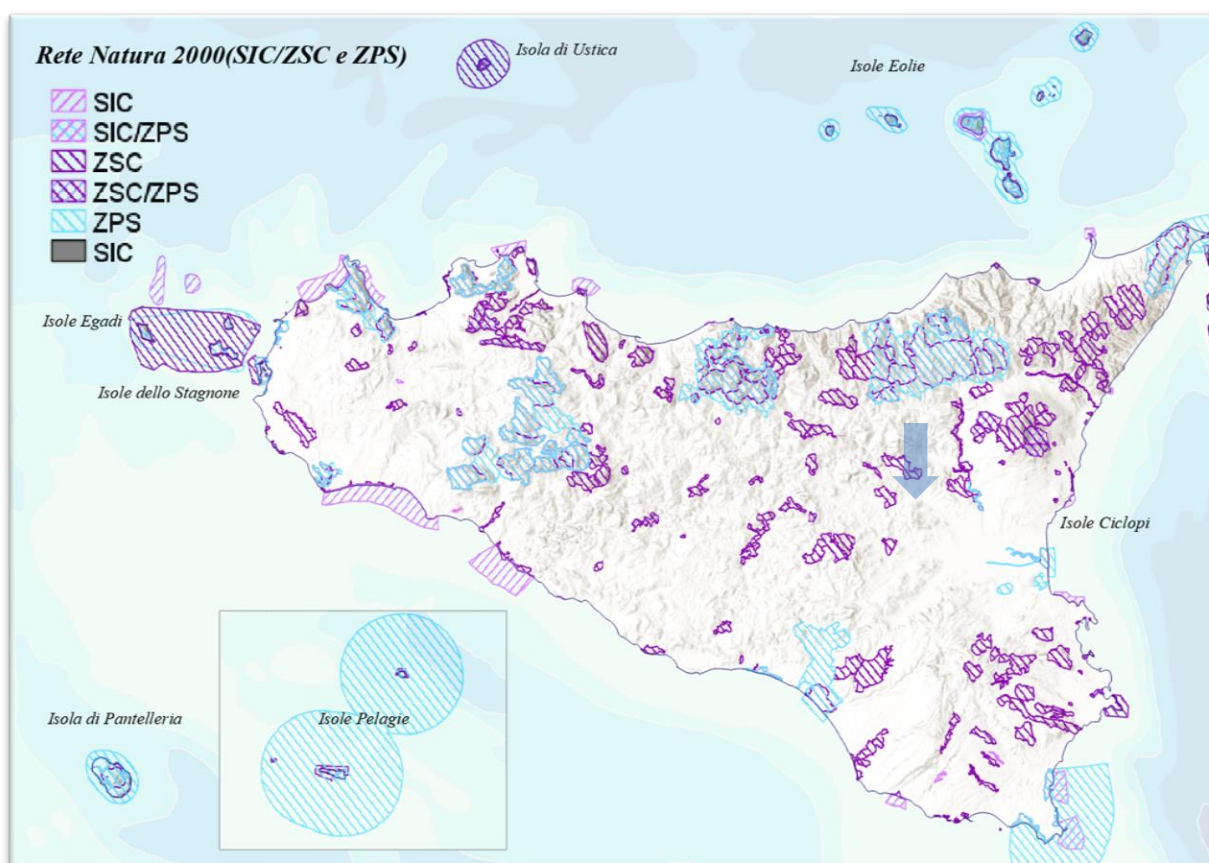 Rete Natura 2000(SIC/ZSC e ZPS)
SIC
SIC/ZPS
ZSC
ZSC/ZPS
ZPS
SIC
Isola di Ustica
Isole Eolie
Isole Egadi
Isole dello Stagnone
Isole Ciclopi
Isola di Pantelleria
Isole Pelagie